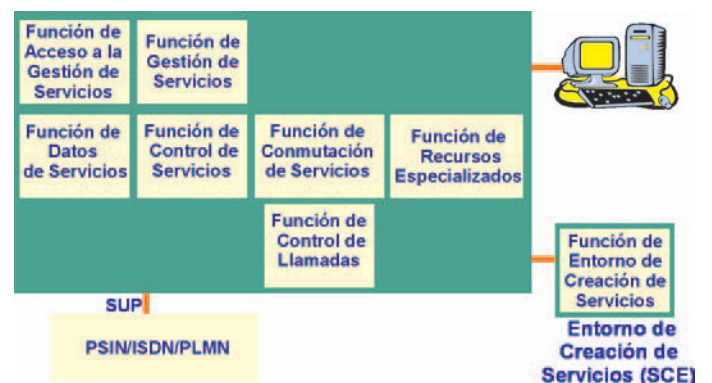 Función de
Acceso a la
Gestión de
Servicios
Función de
Gestión de
Servicios
Función de
Datos
de Servicios
Función de
Control de
Servicios
Función de
Conmutación
de Servicios
Función de
Recursos
Especializados
Función de
Control de
Llamadas
Función de
Entorno de
Creación de
Servicios
SUP
PSIN/ISDN/PLMN
Entorno de
Creación de
Servicios (SCE)